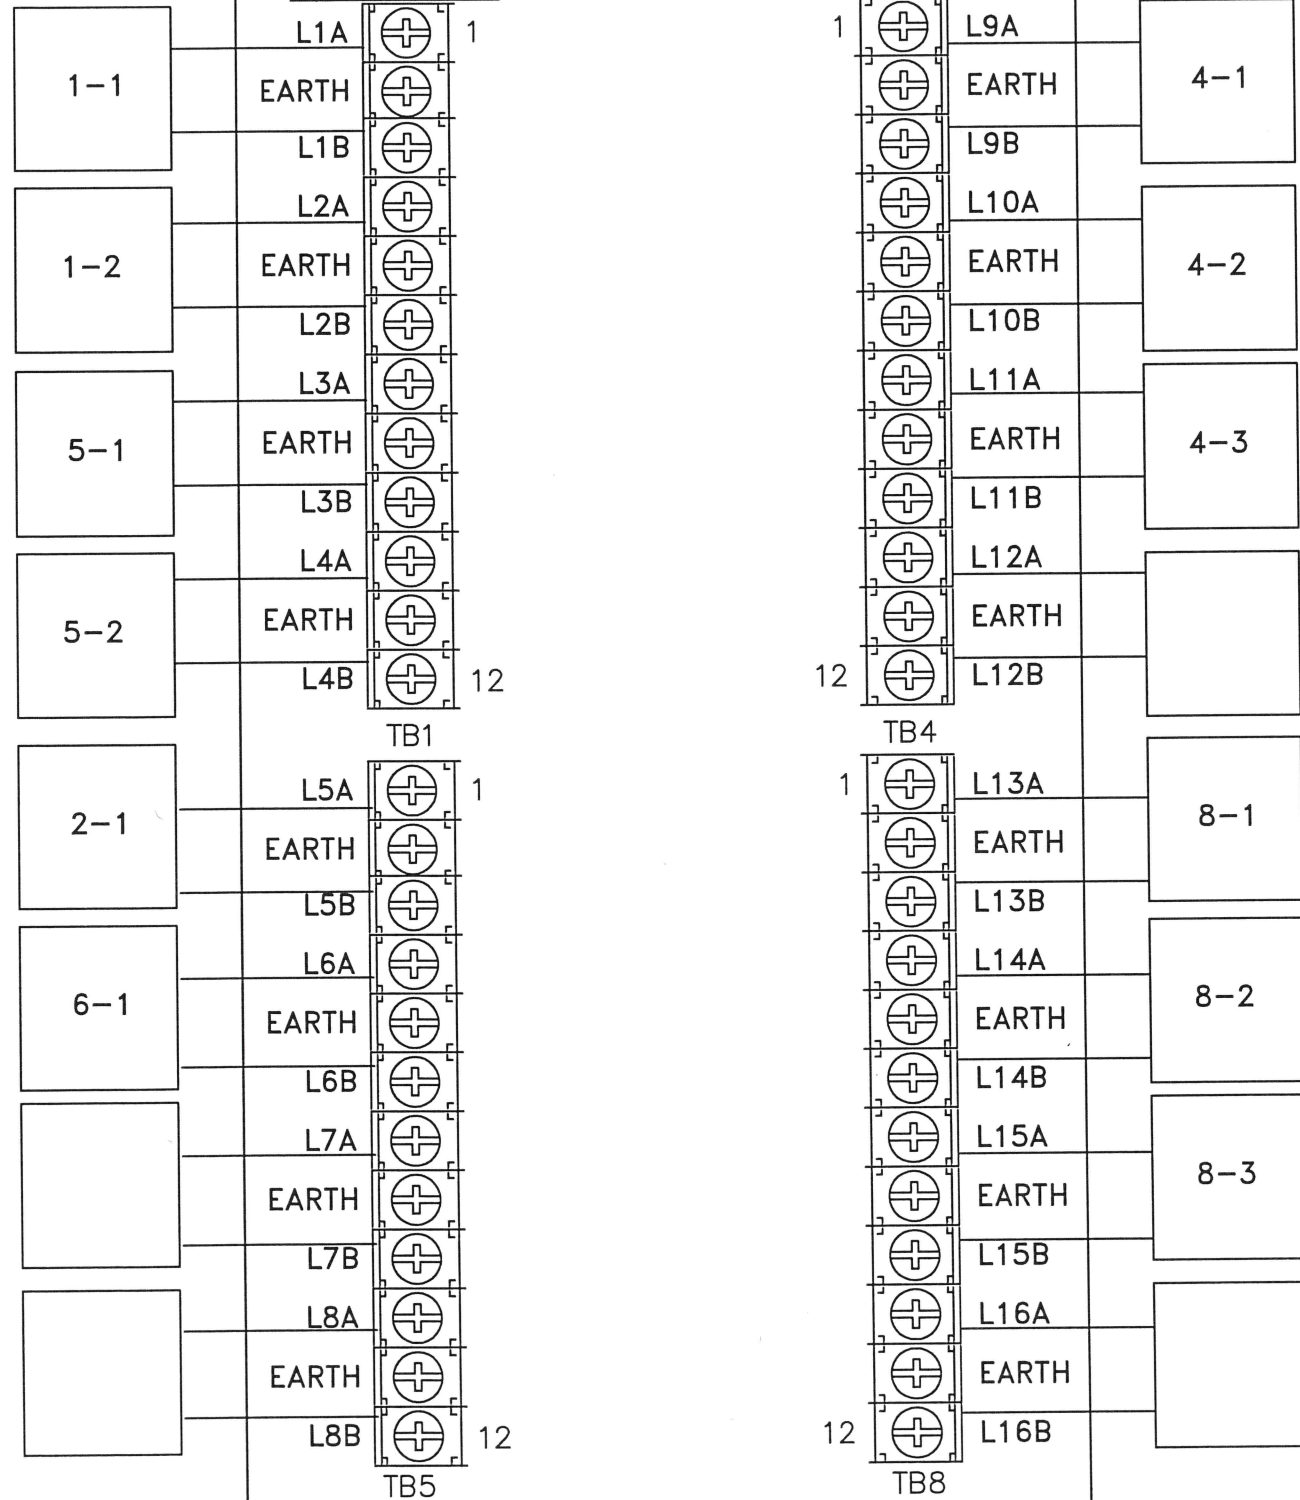 L1A 1
1-1
EARTH
L1B
L2A
1-2
EARTH
L2B
L3A
5-1
EARTH
L3B
L4A
5-2
EARTH
L4B 12
TB1
L5A 1
2-1
EARTH
L5B
L6A
6-1
EARTH
L6B
L7A
EARTH
L7B
L8A
EARTH
L8B 12
TB5
1 L9A
4-1
EARTH
L9B
L10A
4-2
EARTH
L10B
L11A
4-3
EARTH
L11B
L12A
EARTH
12 L12B
TB4
1 L13A
8-1
EARTH
L13B
L14A
8-2
EARTH
L14B
L15A
8-3
EARTH
L15B
L16A
EARTH
12 L16B
TB8